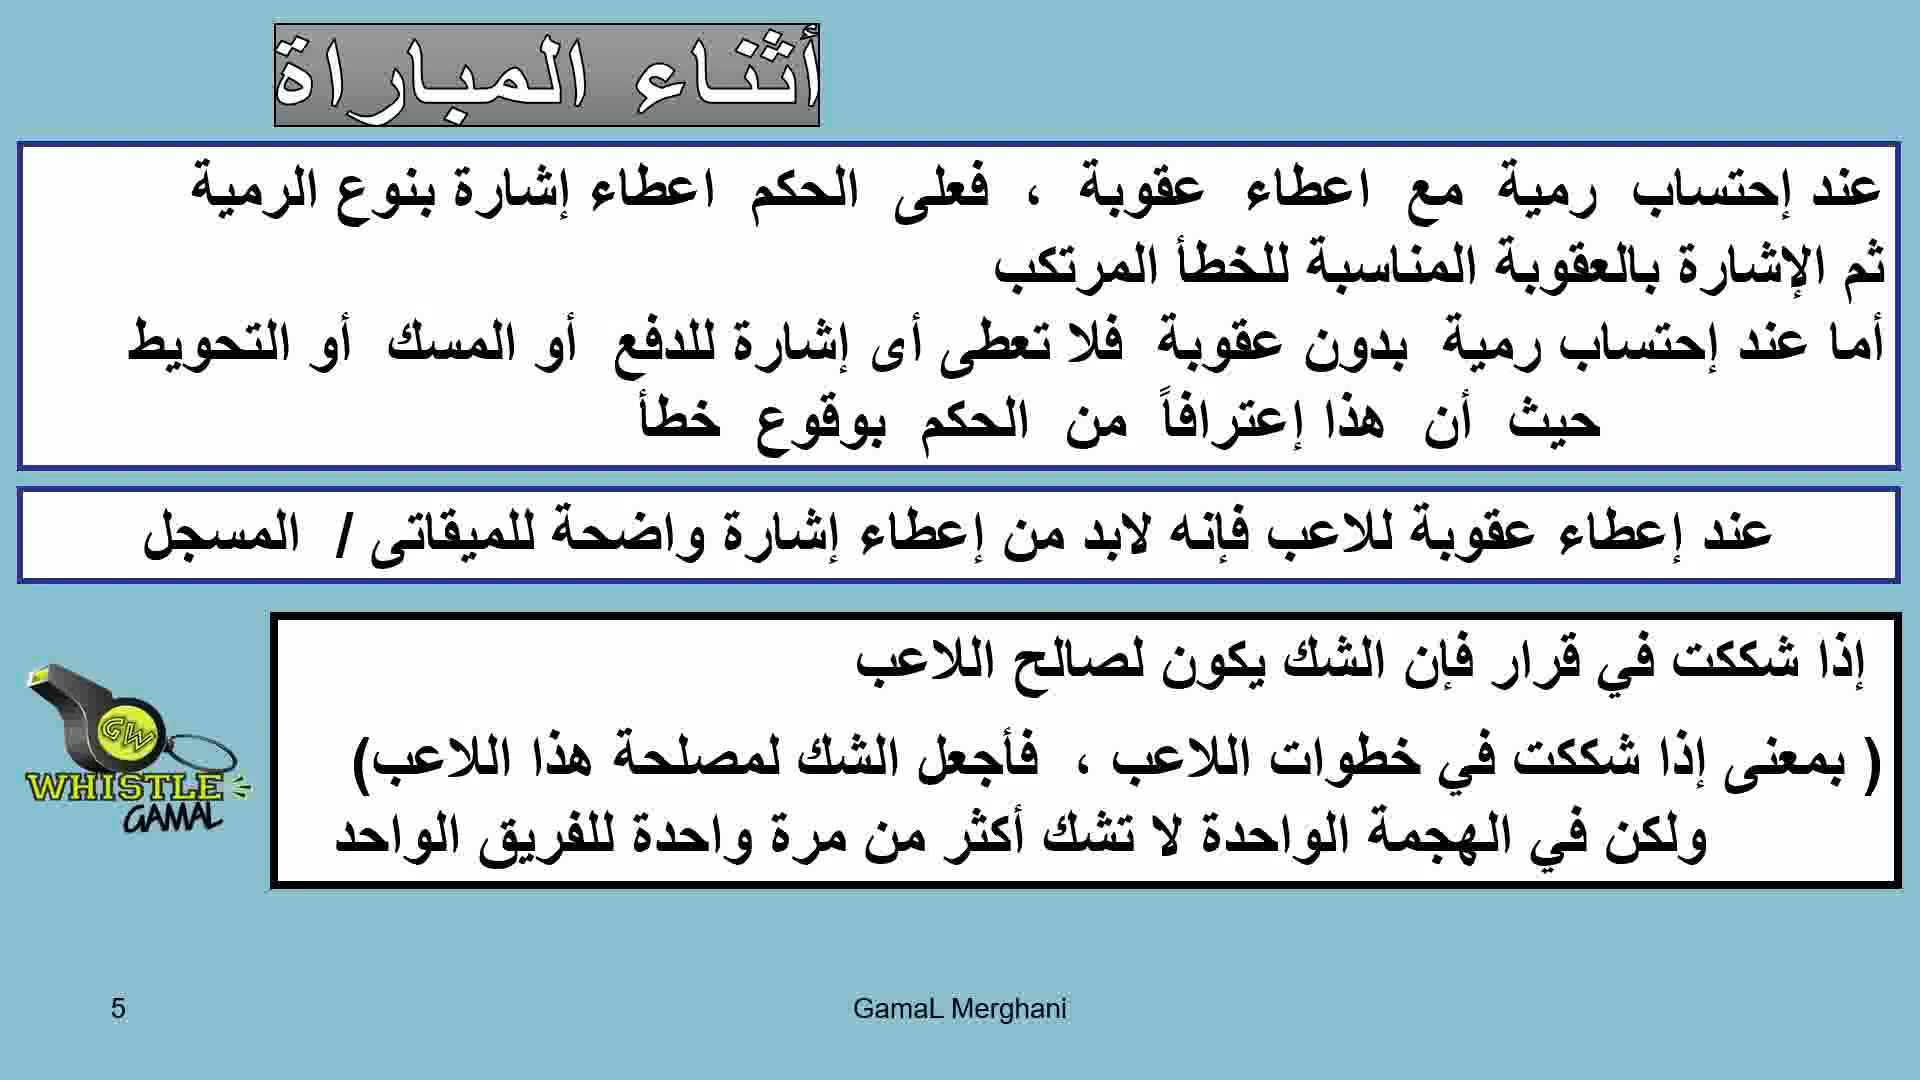 أثناء المباراة
عند إحتساب رمية مع اعطاء عقوبة ، فعلى الحكم اعطاء إشارة بنوع الرمية
ثم الإشارة بالعقوبة المناسبة للخطأ المرتكب
أما عند إحتساب رمية بدون عقوبة فلا تعطى أى إشارة للدفع أو المسك أو التحويط
حيث أن هذا إعترافاً من الحكم بوقوع خطأ
عند إعطاء عقوبة للاعب فإنه لابد من إعطاء إشارة واضحة للميقاتى / المسجل
إذا شككت في قرار فإن الشك يكون لصالح اللاعب
( بمعنى إذا شككت في خطوات اللاعب ، فأجعل الشك لمصلحة هذا اللاعب)
ولكن في الهجمة الواحدة لا تشك أكثر من مرة واحدة للفريق الواحد
GW
WHISTLE
GAMAL
5
GamaL Merghani